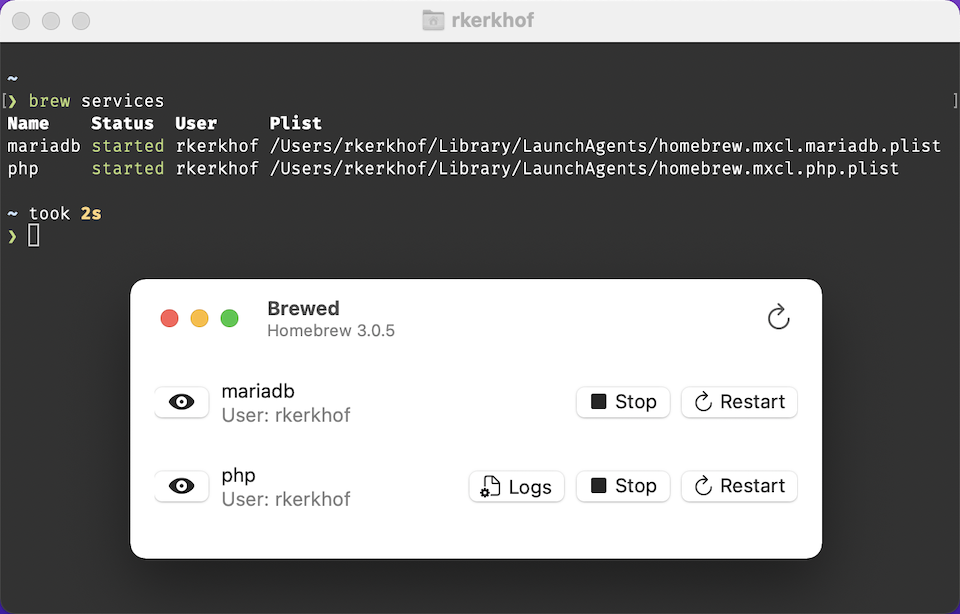 rkerkhof
~
[❯ brew services ]
Name Status User Plist
mariadb started rkerkhof /Users/rkerkhof/Library/LaunchAgents/homebrew.mxcl.mariadb.plist
php started rkerkhof /Users/rkerkhof/Library/LaunchAgents/homebrew.mxcl.php.plist
~ took 2s
❯
Brewed
Homebrew 3.0.5
mariadb
User: rkerkhof
Stop Restart
php
User: rkerkhof
Logs Stop Restart